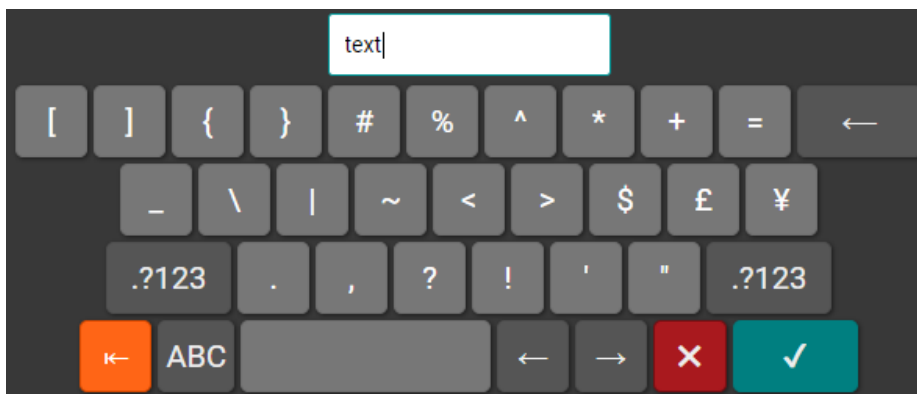 text
[ ] { } # % ^ * + = ←
_ \ | ~ < > $ £ ¥
.?123 . , ? ! ' " .?123
⇤ ABC ← → ✕ ✓